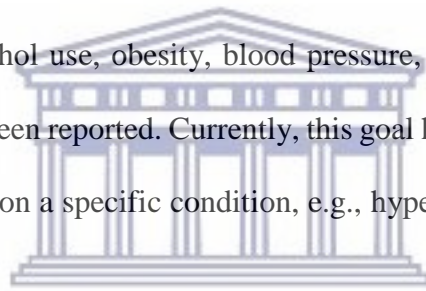 hol use, obesity, blood pressure,
een reported. Currently, this goal h
on a specific condition, e.g., hype